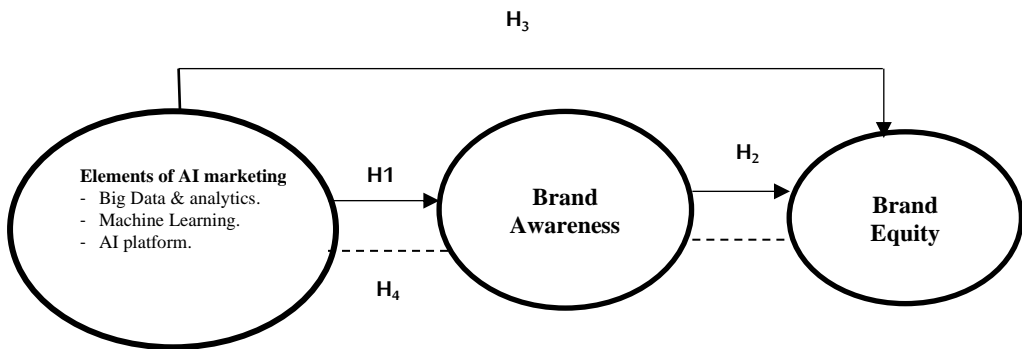 H₃
Elements of AI marketing
- Big Data & analytics.
- Machine Learning.
- AI platform.
H1
Brand
Awareness
H₂
Brand
Equity
H₄